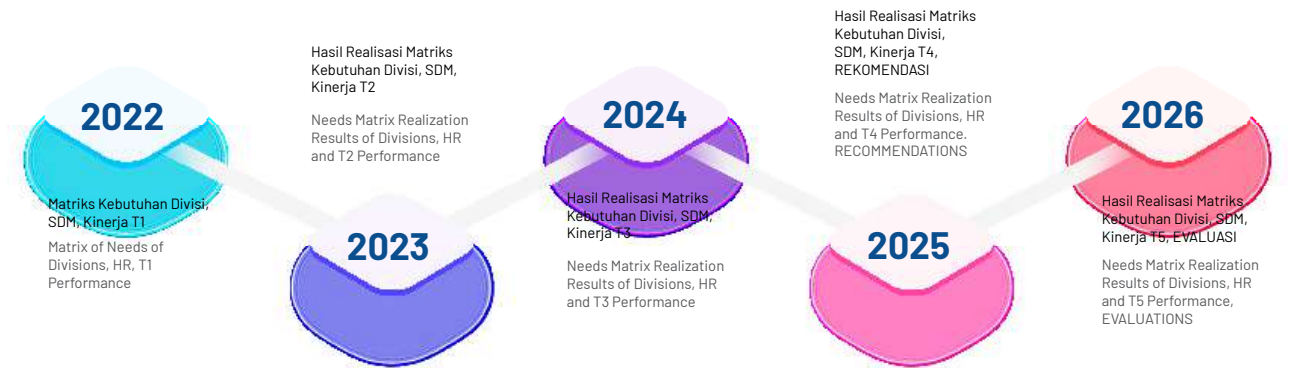 2022
Matriks Kebutuhan Divisi,
SDM, Kinerja T1
Matrix of Needs of
Divisions, HR, T1
Performance
Hasil Realisasi Matriks
Kebutuhan Divisi, SDM,
Kinerja T2
Needs Matrix Realization
Results of Divisions, HR
and T2 Performance
2023
2024
Hasil Realisasi Matriks
Kebutuhan Divisi, SDM,
Kinerja T3
Needs Matrix Realization
Results of Divisions, HR
and T3 Performance
Hasil Realisasi Matriks
Kebutuhan Divisi,
SDM, Kinerja T4,
REKOMENDASI
Needs Matrix Realization
Results of Divisions, HR
and T4 Performance.
RECOMMENDATIONS
2025
2026
Hasil Realisasi Matriks
Kebutuhan Divisi, SDM,
Kinerja T5, EVALUASI
Needs Matrix Realization
Results of Divisions, HR
and T5 Performance,
EVALUATIONS